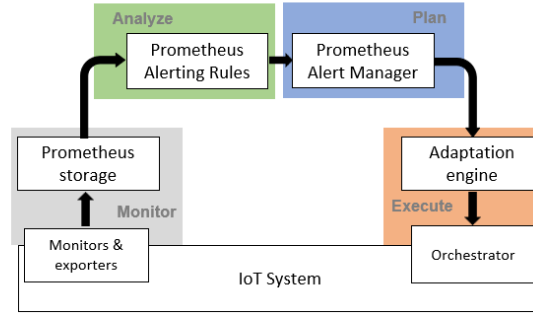 Analyze
Prometheus
Alerting Rules
Plan
Prometheus
Alert Manager
Prometheus
storage
Monitor
Monitors &
exporters
Adaptation
engine
Execute
Orchestrator
IoT System